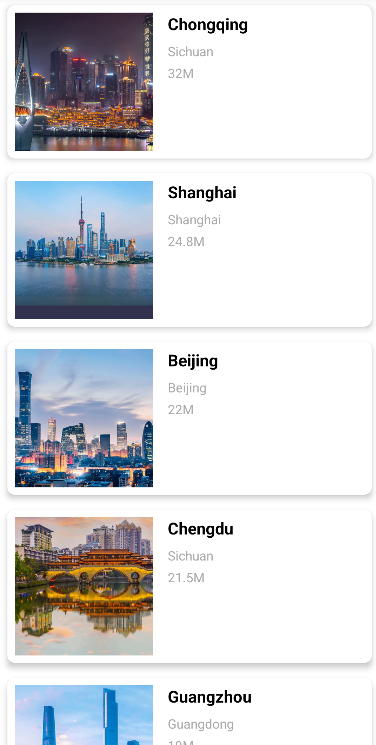 Chongqing
Sichuan
32M
Shanghai
Shanghai
24.8M
Beijing
Beijing
22M
Chengdu
Sichuan
21.5M
Guangzhou
Guangdong